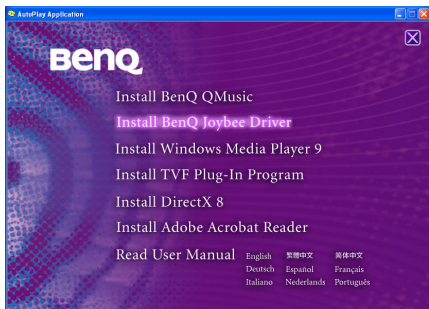 AutoPlay Application
BenQ
Install BenQ QMusic
Install BenQ Joybee Driver
Install Windows Media Player 9
Install TVF Plug-In Program
Install DirectX 8
Install Adobe Acrobat Reader
Read User Manual English 繁體中文 简体中文
Deutsch Español Français
Italiano Nederlands Português